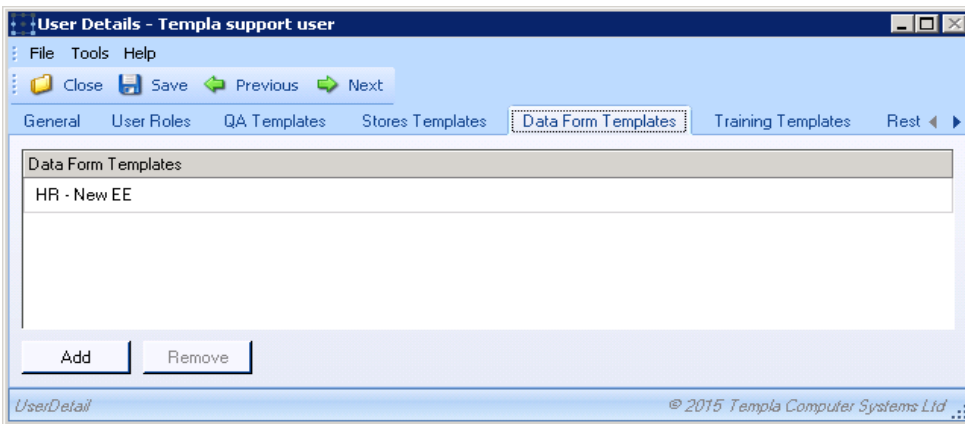 User Details - Templa support user
File Tools Help
Close Save Previous Next
General User Roles QA Templates Stores Templates Data Form Templates Training Templates Rest
Data Form Templates
HR - New EE
Add Remove
UserDetail © 2015 Templa Computer Systems Ltd